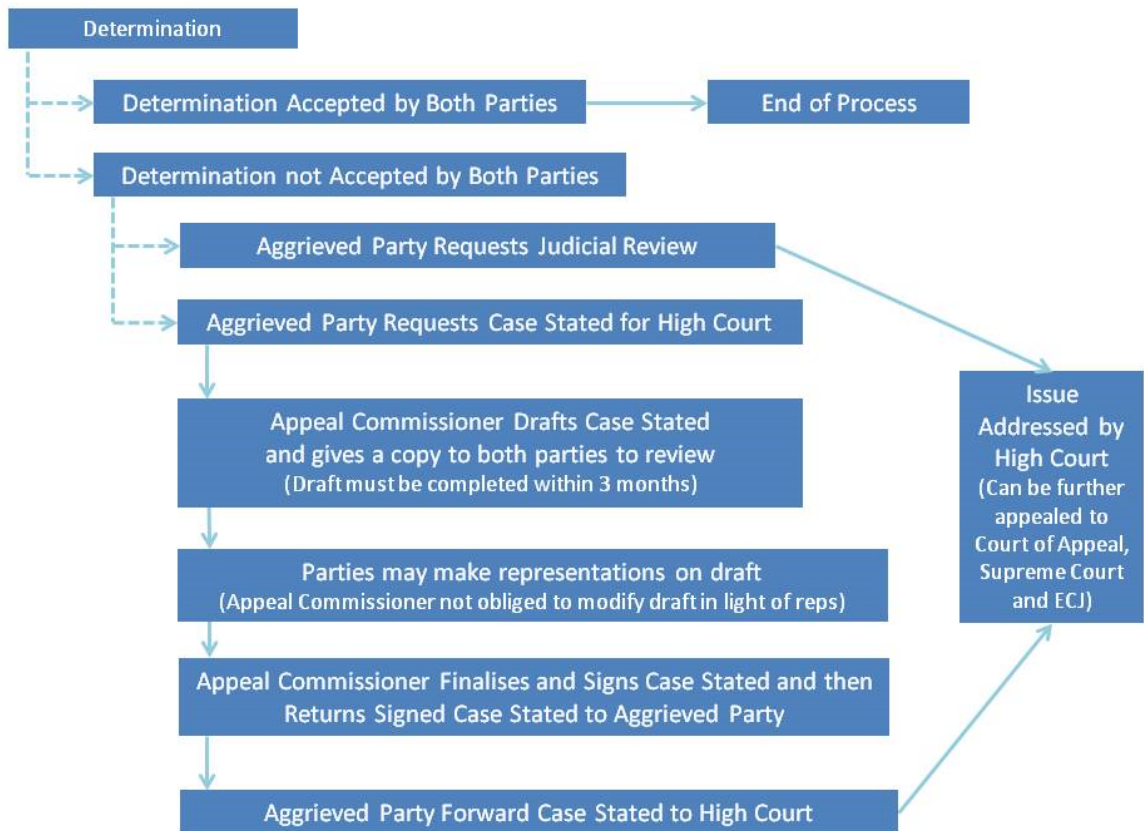 Determination
Determination Accepted by Both Parties
End of Process
Determination not Accepted by Both Parties
Aggrieved Party Requests Judicial Review
Aggrieved Party Requests Case Stated for High Court
Appeal Commissioner Drafts Case Stated
and gives a copy to both parties to review
(Draft must be completed within 3 months)
Parties may make representations on draft
(Appeal Commissioner not obliged to modify draft in light of reps)
Appeal Commissioner Finalises and Signs Case Stated and then
Returns Signed Case Stated to Aggrieved Party
Aggrieved Party Forward Case Stated to High Court
Issue
Addressed by
High Court
(Can be further
appealed to
Court of Appeal,
Supreme Court
and ECJ)